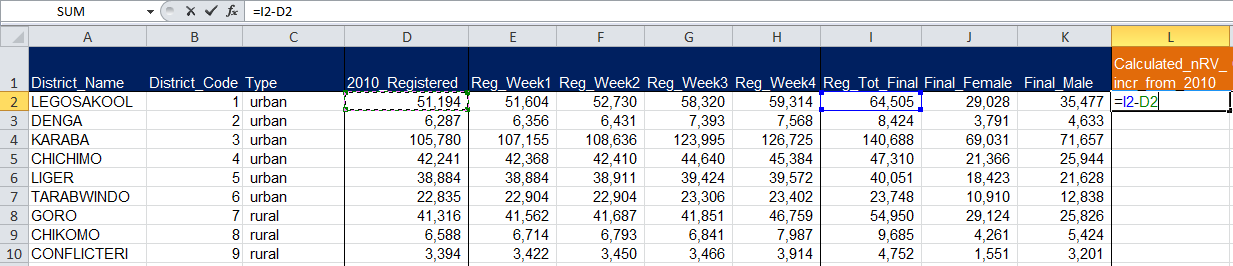 SUM =I2-D2
A B C D E F G H I J K L
Calculated_nRV_
1 District_Name District_Code Type 2010_Registered Reg_Week1 Reg_Week2 Reg_Week3 Reg_Week4 Reg_Tot_Final Final_Female Final_Male incr_from_2010
2 LEGOSAKOOL 1 urban 51,194 51,604 52,730 58,320 59,314 64,505 29,028 35,477 =I2-D2
3 DENGA 2 urban 6,287 6,356 6,431 7,393 7,568 8,424 3,791 4,633
4 KARABA 3 urban 105,780 107,155 108,636 123,995 126,725 140,688 69,031 71,657
5 CHICHIMO 4 urban 42,241 42,368 42,410 44,640 45,384 47,310 21,366 25,944
6 LIGER 5 urban 38,884 38,884 38,911 39,424 39,572 40,051 18,423 21,628
7 TARABWINDO 6 urban 22,835 22,904 22,904 23,306 23,402 23,748 10,910 12,838
8 GORO 7 rural 41,316 41,562 41,687 41,851 46,759 54,950 29,124 25,826
9 CHIKOMO 8 rural 6,588 6,714 6,793 6,841 7,987 9,685 4,261 5,424
10 CONFLICTERI 9 rural 3,394 3,422 3,450 3,466 3,914 4,752 1,551 3,201